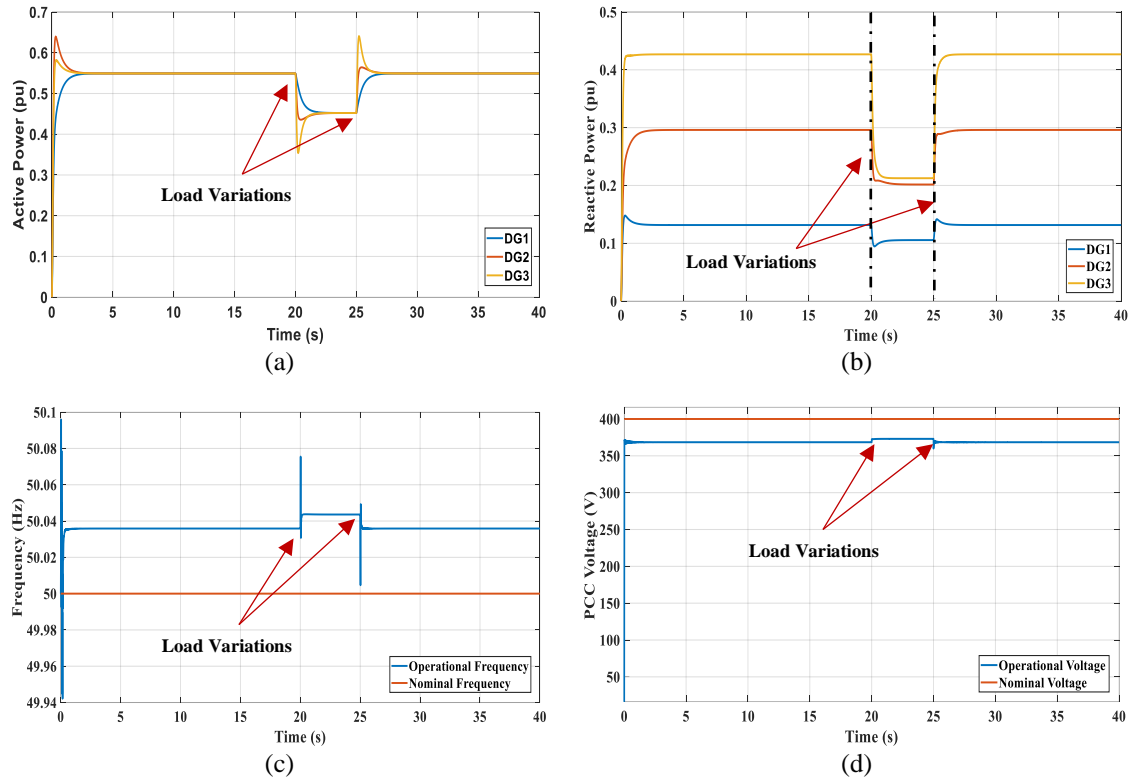 0.7
0.6
0.5
0.4
0.3
0.2
0.1
0
Active Power (pu)
Load Variations
DG1
DG2
DG3
0 5 10 15 20 25 30 35 40
Time (s)
(a)
0.5
0.4
0.3
0.2
0.1
0
Reactive Power (pu)
Load Variations
DG1
DG2
DG3
0 5 10 15 20 25 30 35 40
Time (s)
(b)
50.1
50.08
50.06
50.04
50.02
50
49.98
49.96
49.94
Frequency (Hz)
Load Variations
Operational Frequency
Nominal Frequency
0 5 10 15 20 25 30 35 40
Time (s)
(c)
400
350
300
250
200
150
100
50
PCC Voltage (V)
Load Variations
Operational Voltage
Nominal Voltage
0 5 10 15 20 25 30 35 40
Time (s)
(d)